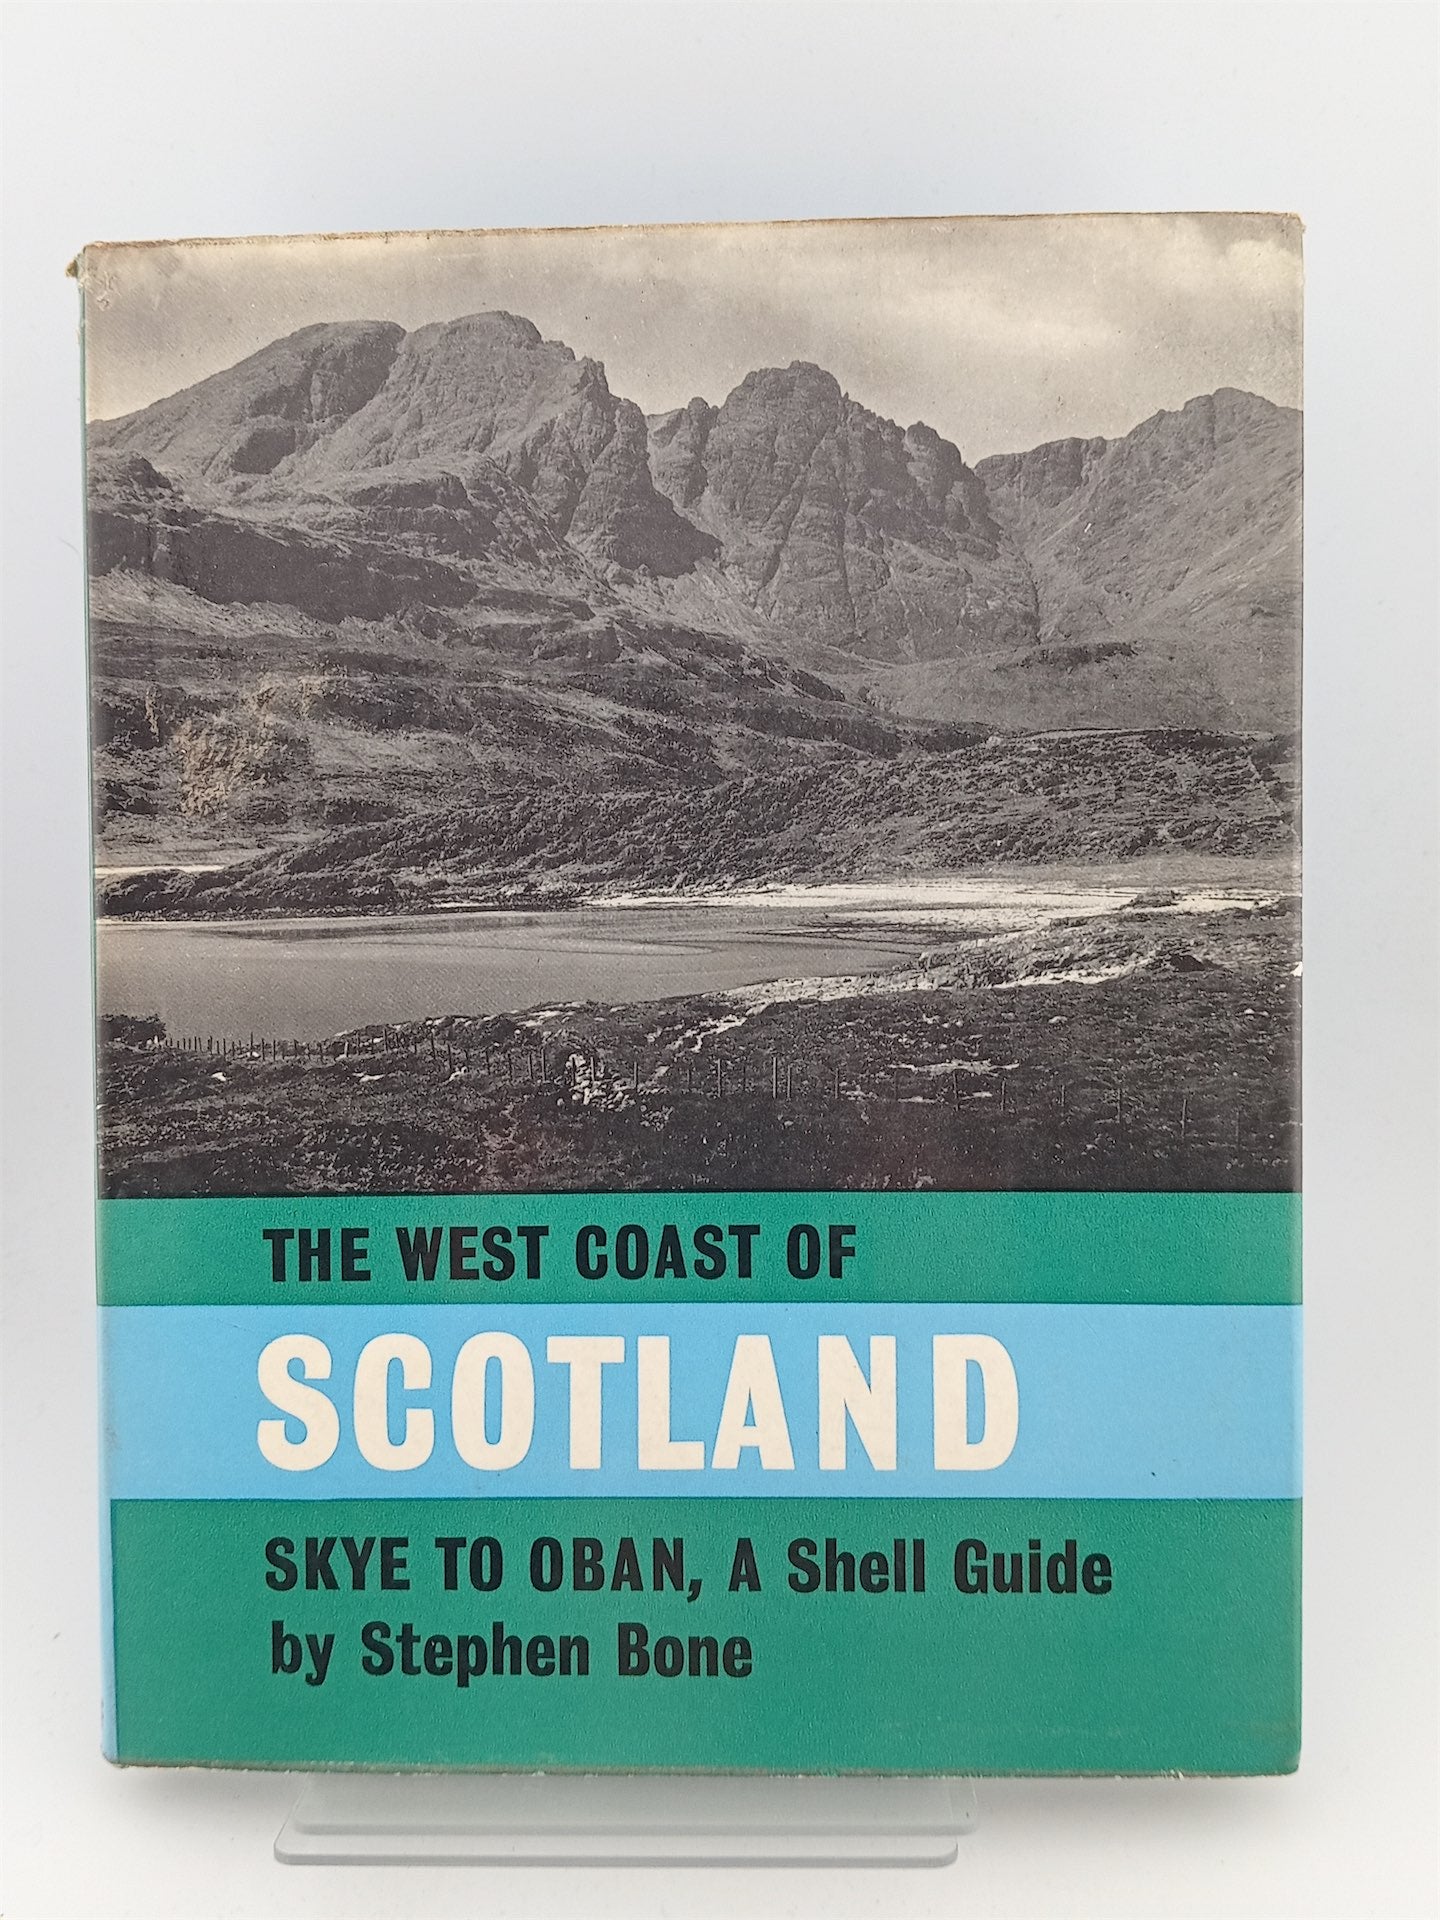 THE WEST COAST OF
SCOTLAND
SKYE TO OBAN, A Shell Guide
by Stephen Bone